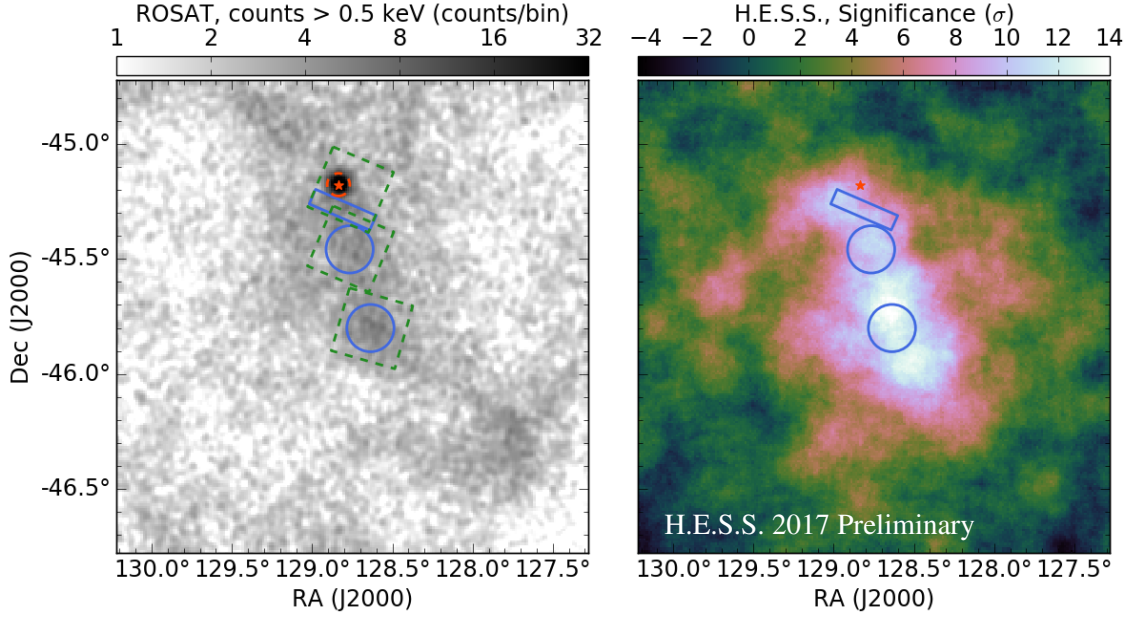 ROSAT, counts > 0.5 keV (counts/bin)
1 2 4 8 16 32
H.E.S.S., Significance (σ)
−4 −2 0 2 4 6 8 10 12 14
Dec (J2000)
-45.0°
-45.5°
-46.0°
-46.5°
130.0° 129.5° 129.0° 128.5° 128.0° 127.5°
RA (J2000)
H.E.S.S. 2017 Preliminary
130.0° 129.5° 129.0° 128.5° 128.0° 127.5°
RA (J2000)